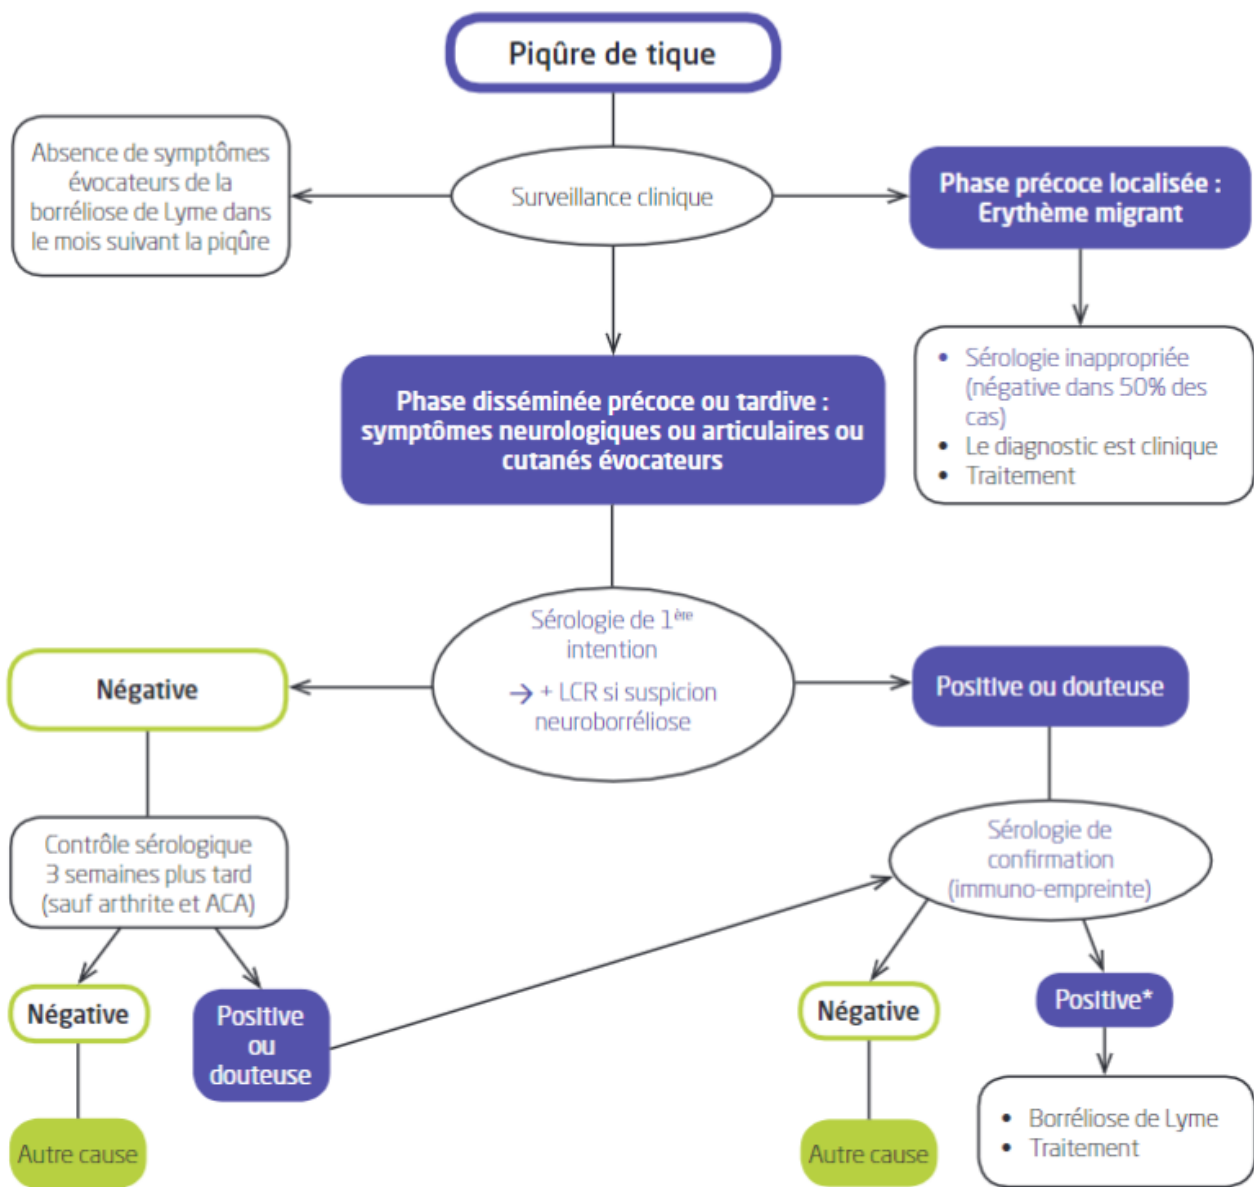 Piqûre de tique
Absence de symptômes
évocateurs de la
borréliose de Lyme dans
le mois suivant la piqûre
Surveillance clinique
Phase précoce localisée :
Erythème migrant
• Sérologie inappropriée
(négative dans 50% des
cas)
• Le diagnostic est clinique
• Traitement
Phase disséminée précoce ou tardive :
symptômes neurologiques ou articulaires ou
cutanés évocateurs
Sérologie de 1ère
intention
→ + LCR si suspicion
neuroborréliose
Négative
Positive ou douteuse
Contrôle sérologique
3 semaines plus tard
(sauf arthrite et ACA)
Sérologie de
confirmation
(immuno-empreinte)
Négative
Positive
ou
douteuse
Négative
Positive*
Autre cause
Autre cause
• Borréliose de Lyme
• Traitement